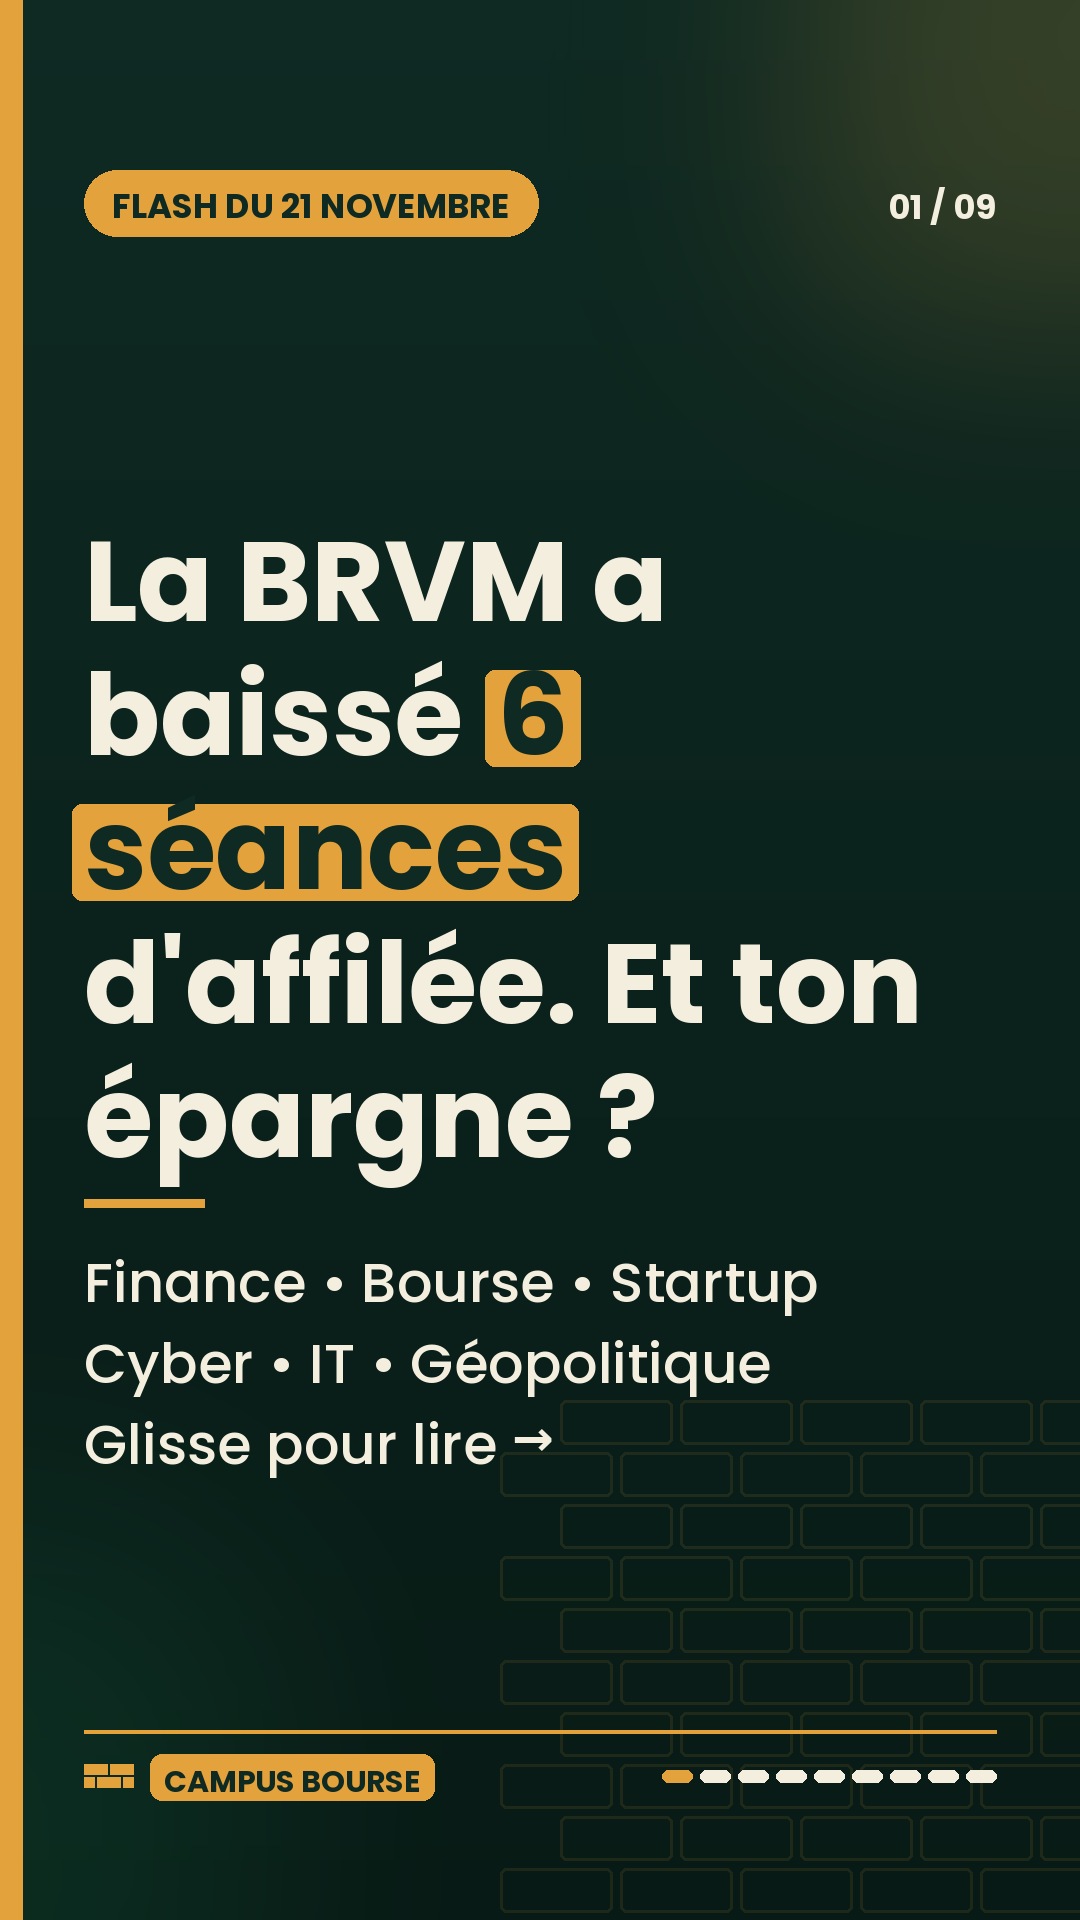 FLASH DU 21 NOVEMBRE
01 / 09
La BRVM a
baissé 6
séances
d'affilée. Et ton
épargne ?
Finance • Bourse • Startup
Cyber • IT • Géopolitique
Glisse pour lire →
CAMPUS BOURSE